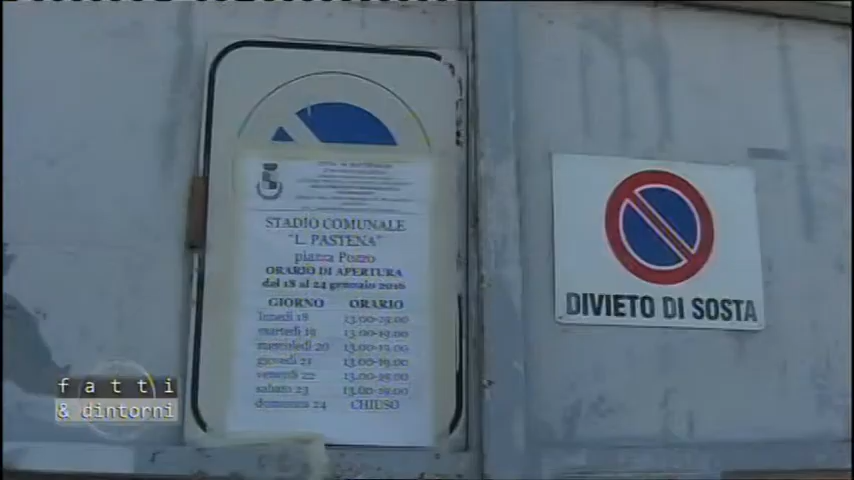 STADIO COMUNALE
"L. PASTENA"
piazza Pozzo
ORARIO DI APERTURA
dal 18 al 24 gennaio 2016
GIORNO ORARIO
lunedì 18 13.00-19.00
martedì 19 13.00-19.00
mercoledì 20 13.00-19.00
giovedì 21 13.00-19.00
venerdì 22 13.00-19.00
sabato 23 13.00-19.00
domenica 24 CHIUSO
DIVIETO DI SOSTA
fatti
& dintorni